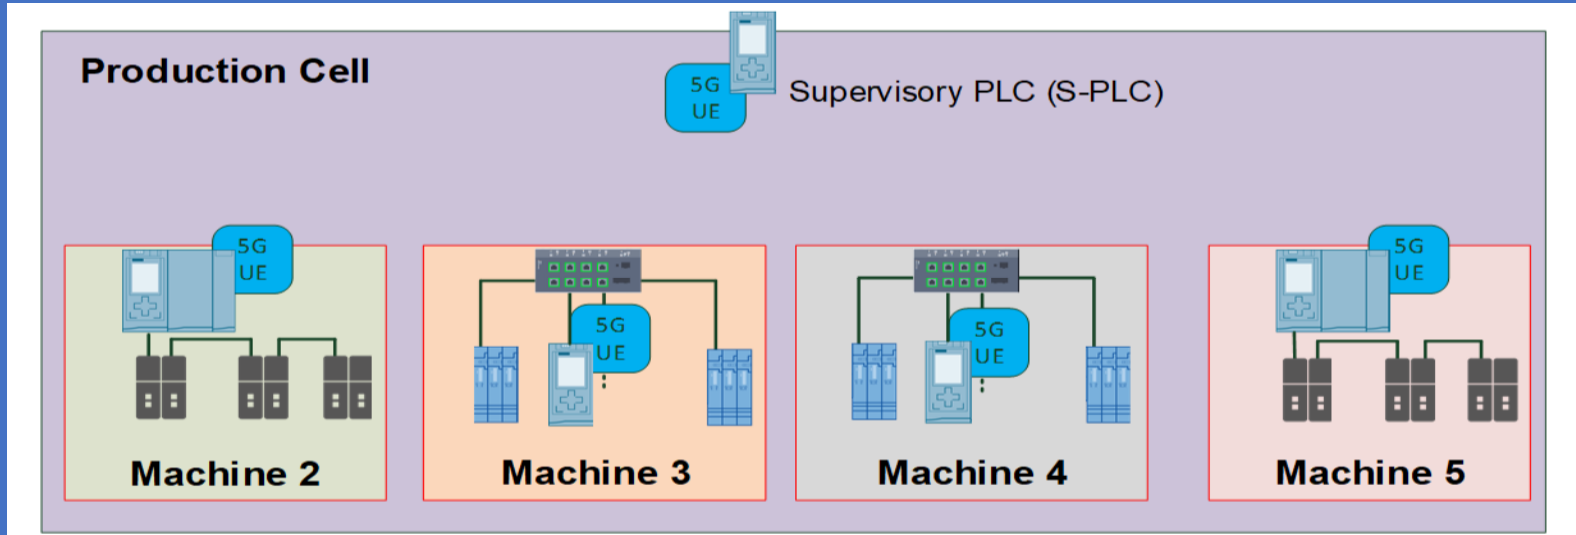 Production Cell
5G
UE
Supervisory PLC (S-PLC)
5G
UE
5G
UE
5G
UE
5G
UE
Machine 2
Machine 3
Machine 4
Machine 5